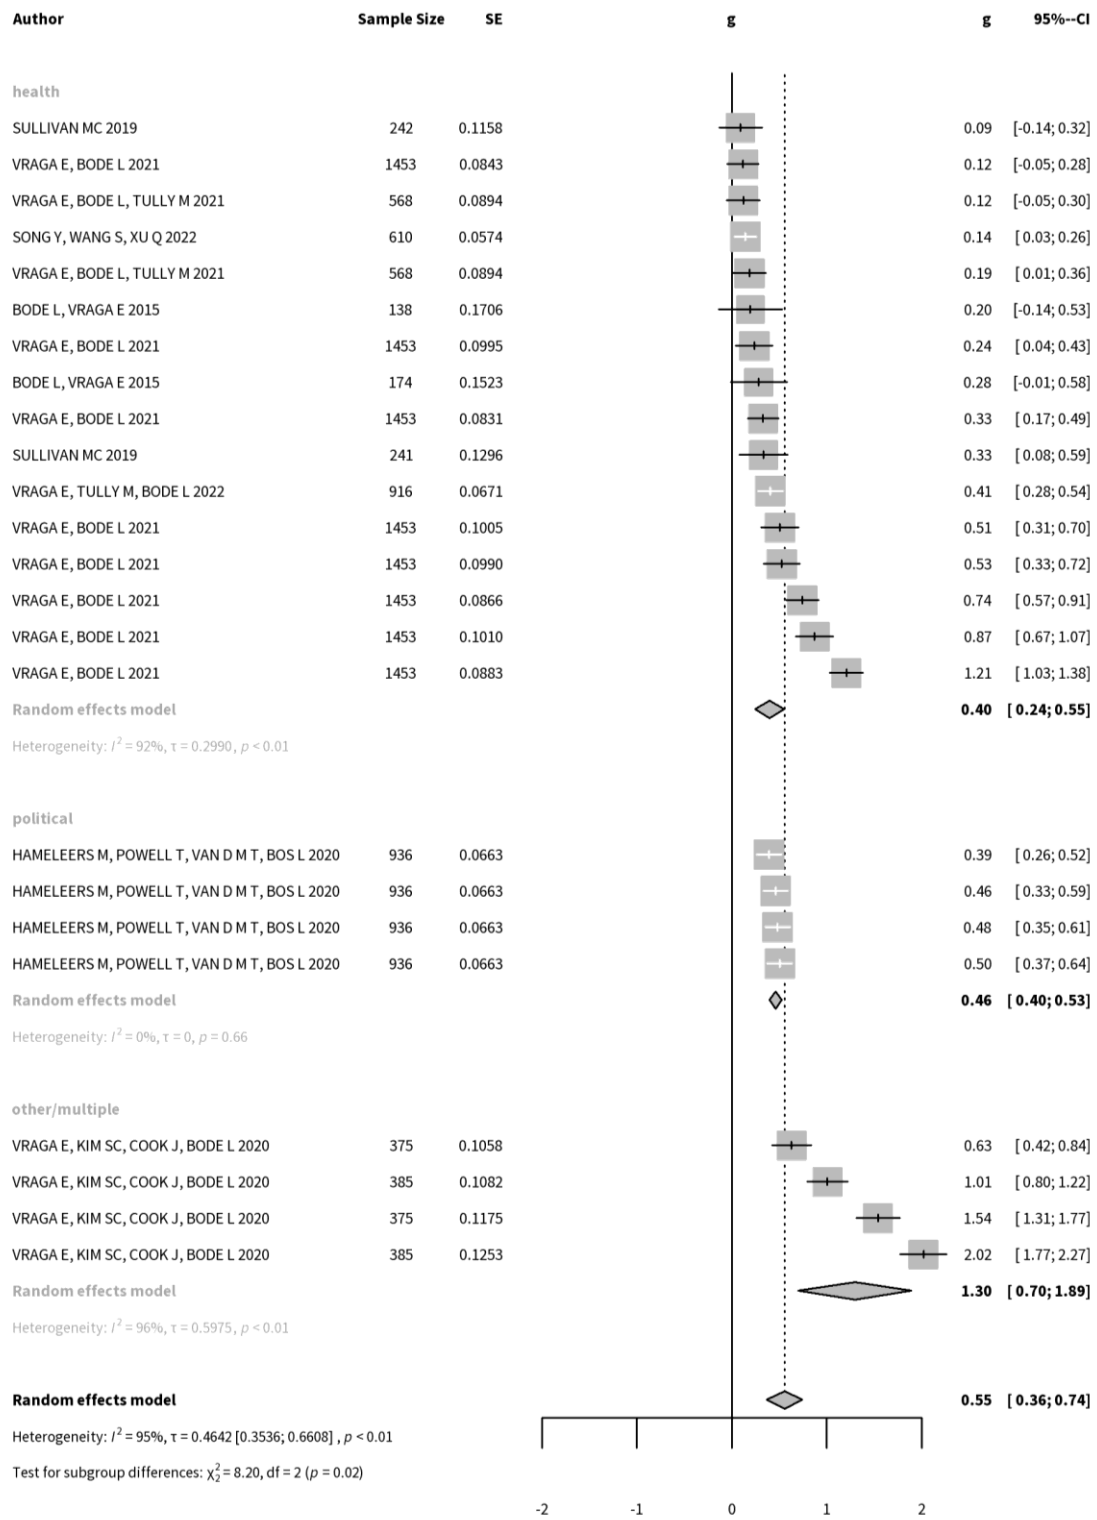 Author Sample Size SE g g 95%--CI
health
SULLIVAN MC 2019 242 0.1158 0.09 [-0.14; 0.32]
VRAGA E, BODE L 2021 1453 0.0843 0.12 [-0.05; 0.28]
VRAGA E, BODE L, TULLY M 2021 568 0.0894 0.12 [-0.05; 0.30]
SONG Y, WANG S, XU Q 2022 610 0.0574 0.14 [ 0.03; 0.26]
VRAGA E, BODE L, TULLY M 2021 568 0.0894 0.19 [ 0.01; 0.36]
BODE L, VRAGA E 2015 138 0.1706 0.20 [-0.14; 0.53]
VRAGA E, BODE L 2021 1453 0.0995 0.24 [ 0.04; 0.43]
BODE L, VRAGA E 2015 174 0.1523 0.28 [-0.01; 0.58]
VRAGA E, BODE L 2021 1453 0.0831 0.33 [ 0.17; 0.49]
SULLIVAN MC 2019 241 0.1296 0.33 [ 0.08; 0.59]
VRAGA E, TULLY M, BODE L 2022 916 0.0671 0.41 [ 0.28; 0.54]
VRAGA E, BODE L 2021 1453 0.1005 0.51 [ 0.31; 0.70]
VRAGA E, BODE L 2021 1453 0.0990 0.53 [ 0.33; 0.72]
VRAGA E, BODE L 2021 1453 0.0866 0.74 [ 0.57; 0.91]
VRAGA E, BODE L 2021 1453 0.1010 0.87 [ 0.67; 1.07]
VRAGA E, BODE L 2021 1453 0.0883 1.21 [ 1.03; 1.38]
Random effects model 0.40 [ 0.24; 0.55]
Heterogeneity: I² = 92%, τ = 0.2990, p < 0.01
political
HAMELEERS M, POWELL T, VAN D M T, BOS L 2020 936 0.0663 0.39 [ 0.26; 0.52]
HAMELEERS M, POWELL T, VAN D M T, BOS L 2020 936 0.0663 0.46 [ 0.33; 0.59]
HAMELEERS M, POWELL T, VAN D M T, BOS L 2020 936 0.0663 0.48 [ 0.35; 0.61]
HAMELEERS M, POWELL T, VAN D M T, BOS L 2020 936 0.0663 0.50 [ 0.37; 0.64]
Random effects model 0.46 [ 0.40; 0.53]
Heterogeneity: I² = 0%, τ = 0, p = 0.66
other/multiple
VRAGA E, KIM SC, COOK J, BODE L 2020 375 0.1058 0.63 [ 0.42; 0.84]
VRAGA E, KIM SC, COOK J, BODE L 2020 385 0.1082 1.01 [ 0.80; 1.22]
VRAGA E, KIM SC, COOK J, BODE L 2020 375 0.1175 1.54 [ 1.31; 1.77]
VRAGA E, KIM SC, COOK J, BODE L 2020 385 0.1253 2.02 [ 1.77; 2.27]
Random effects model 1.30 [ 0.70; 1.89]
Heterogeneity: I² = 96%, τ = 0.5975, p < 0.01
Random effects model 0.55 [ 0.36; 0.74]
Heterogeneity: I² = 95%, τ = 0.4642 [0.3536; 0.6608] , p < 0.01
Test for subgroup differences: χ²₂ = 8.20, df = 2 (p = 0.02)
-2 -1 0 1 2